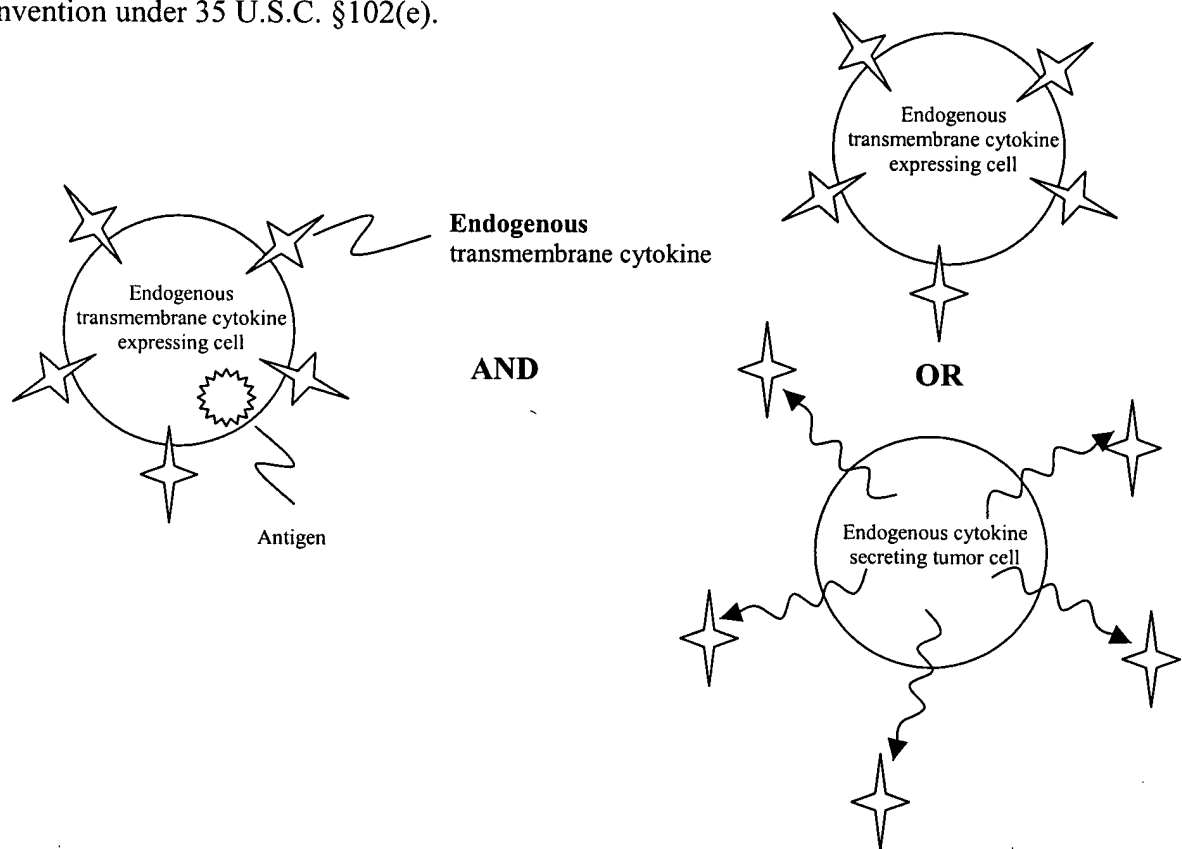 nvention under 35 U.S.C. §102(e).
Endogenous
transmembrane cytokine
expressing cell
Endogenous
transmembrane cytokine
Endogenous
transmembrane cytokine
expressing cell
Antigen
AND
OR
Endogenous cytokine
secreting tumor cell